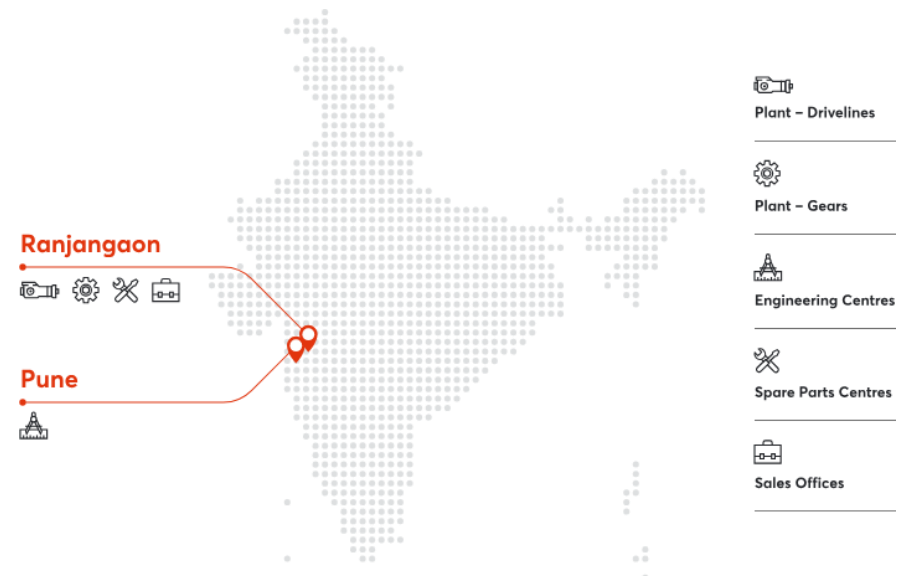 Ranjangaon
Pune
Plant – Drivelines
Plant – Gears
Engineering Centres
Spare Parts Centres
Sales Offices